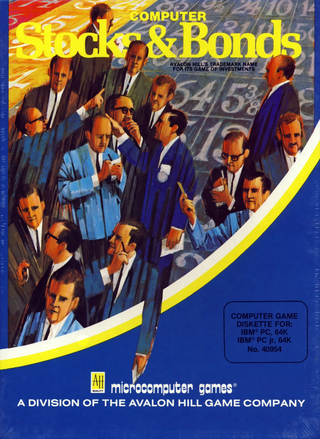 COMPUTER
Stocks & Bonds
AVALON HILL'S TRADEMARK NAME
FOR ITS GAME OF INVESTMENTS
COMPUTER GAME
DISKETTE FOR:
IBM® PC, 64K
IBM® PC jr, 64K
No. 40954
AH
microcomputer games®
A DIVISION OF THE AVALON HILL GAME COMPANY